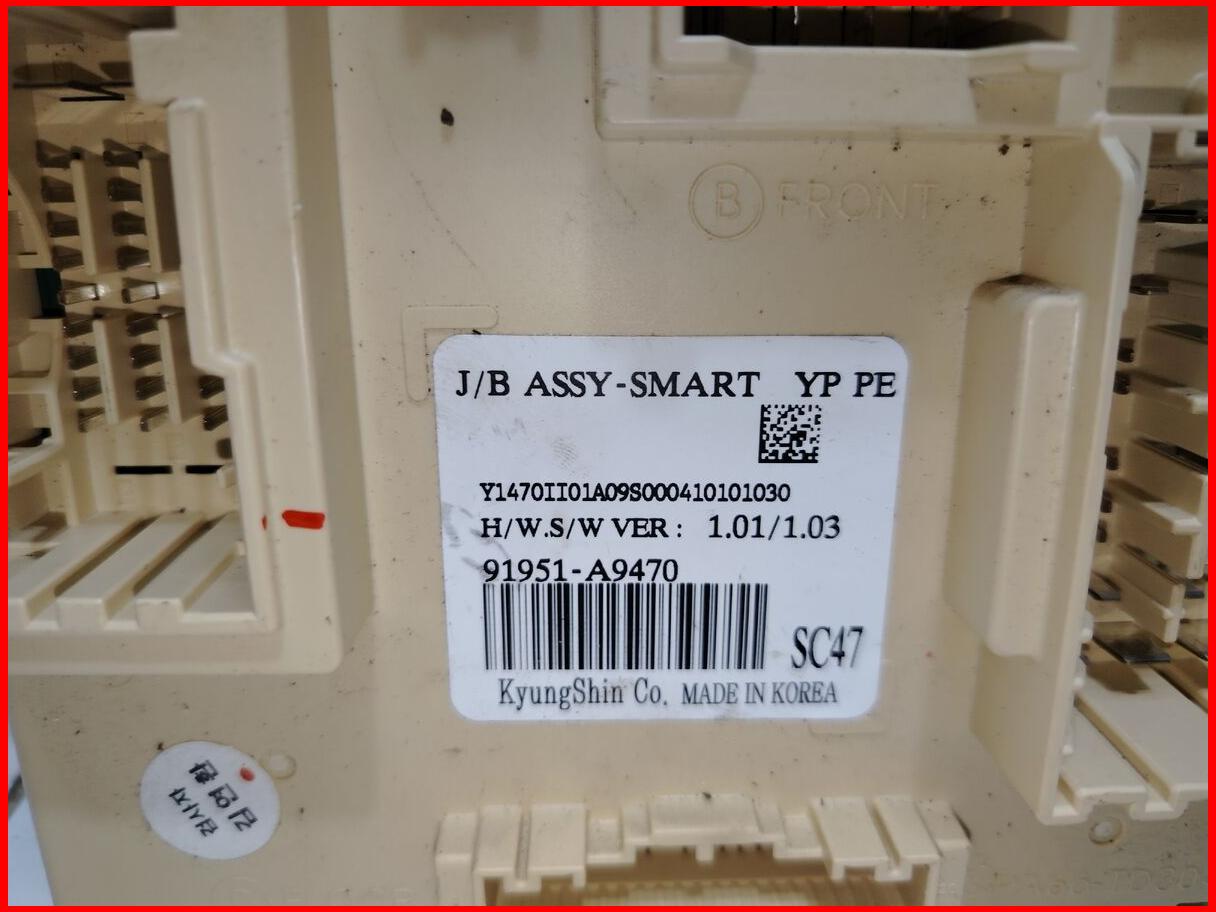 B FRONT
J/B ASSY-SMART YP PE
Y1470II01A09S000410101030
H/W.S/W VER : 1.01/1.03
91951-A9470
SC47
KyungShin Co. MADE IN KOREA